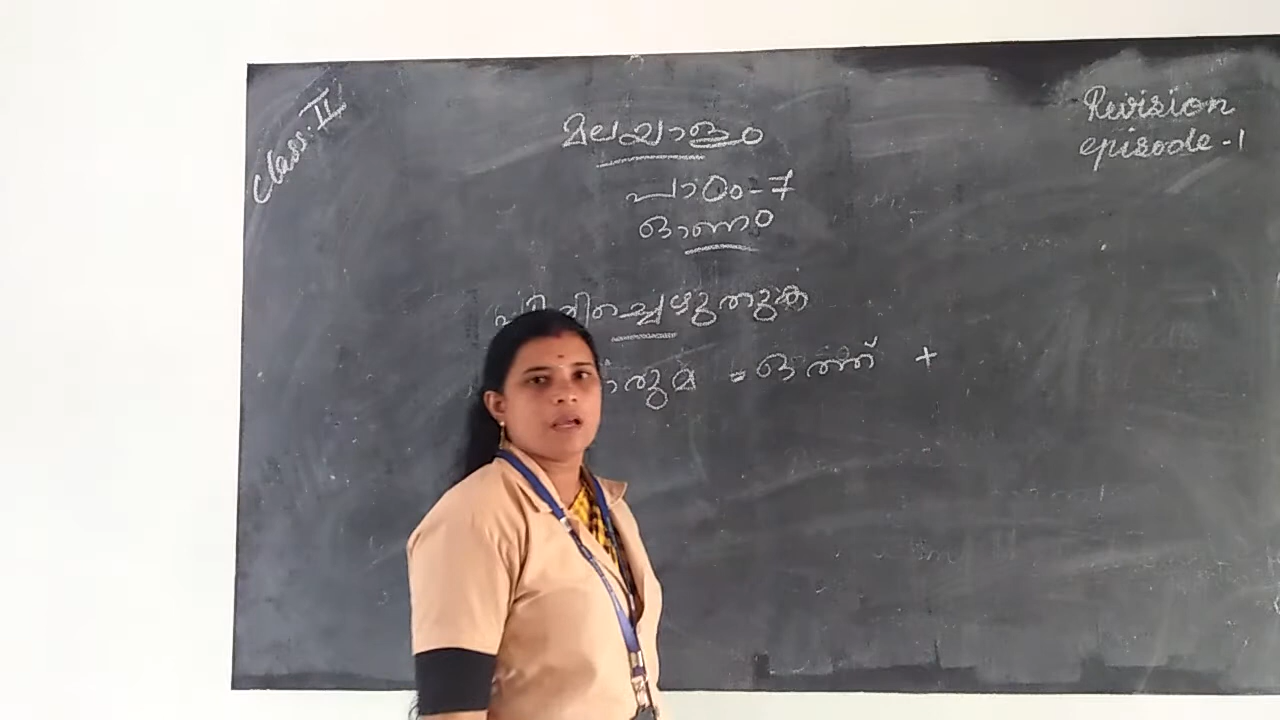 Class: II
മലയാളം
Revision
episode - 1
പാഠം - 7
ഓണം
പിരിച്ചെഴുതുക
= ഒത്ത് +